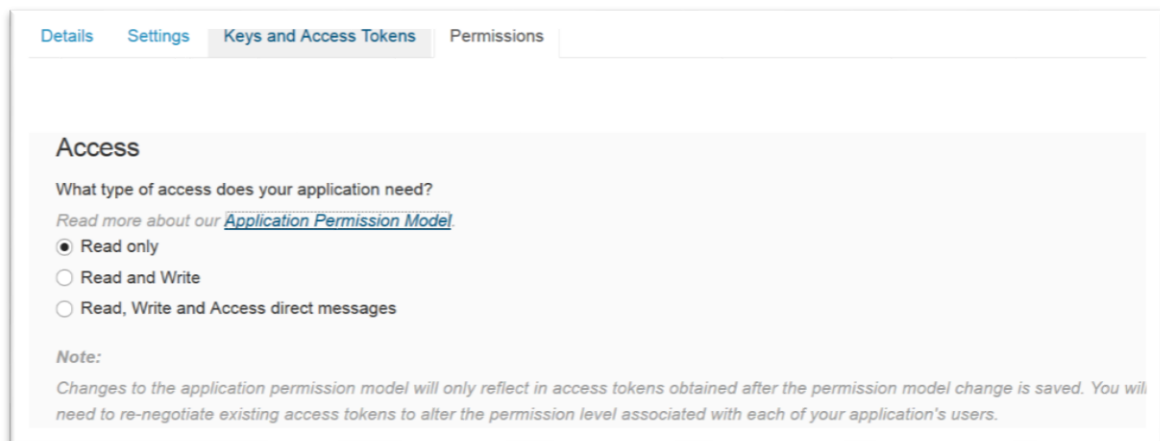 Details Settings Keys and Access Tokens Permissions
Access
What type of access does your application need?
Read more about our Application Permission Model.
Read only
Read and Write
Read, Write and Access direct messages
Note:
Changes to the application permission model will only reflect in access tokens obtained after the permission model change is saved. You will
need to re-negotiate existing access tokens to alter the permission level associated with each of your application's users.